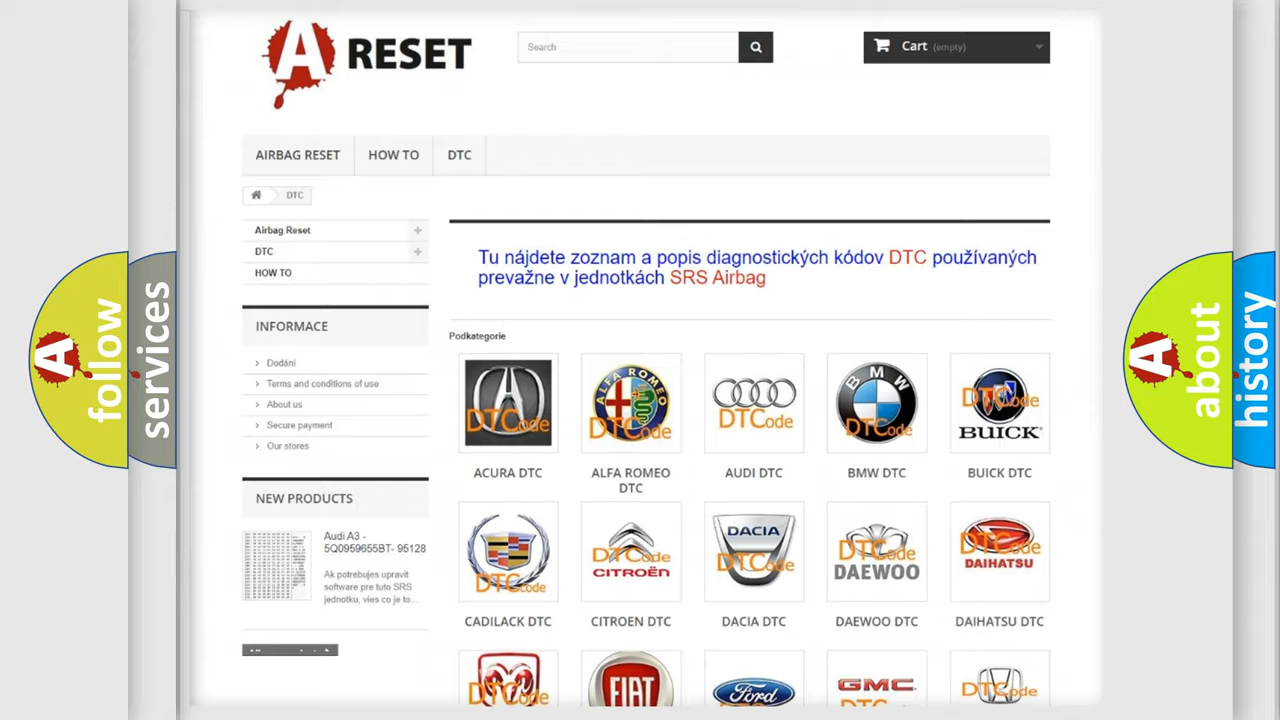 A RESET
Search
Cart (empty)
AIRBAG RESET
HOW TO
DTC
DTC
Airbag Reset
DTC
HOW TO
INFORMACE
Dodání
Terms and conditions of use
About us
Secure payment
Our stores
NEW PRODUCTS
Audi A3 -
5Q0959655BT- 95128
Ak potrebujes upravit
software pre tuto SRS
jednotku, vies co je to...
Tu nájdete zoznam a popis diagnostických kódov DTC používaných
prevažne v jednotkách SRS Airbag
Podkategorie
DTCode
ALFA ROMEO
DTCode
DTCode
BMW
DTCode
DTCode
BUICK
ACURA DTC
ALFA ROMEO
DTC
AUDI DTC
BMW DTC
BUICK DTC
DTCode
DTCode
CITROËN
DACIA
DTCode
DTCode
DAEWOO
DTCode
DAIHATSU
CADILACK DTC
CITROEN DTC
DACIA DTC
DAEWOO DTC
DAIHATSU DTC
DTCode
FIAT
Ford
GMC
DTCode
A follow
services
A about
history